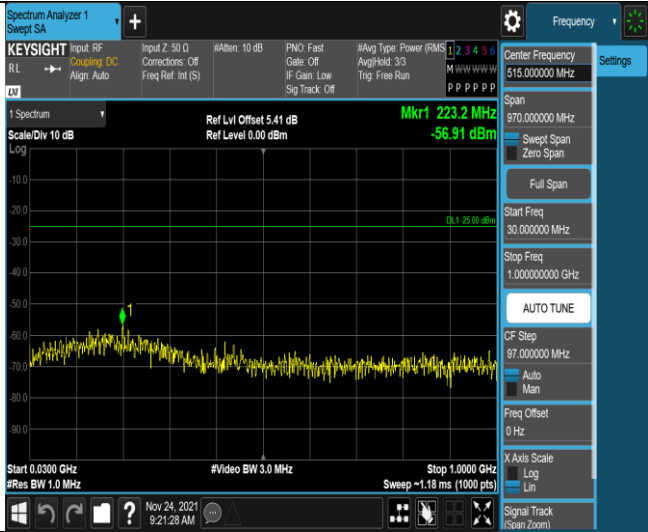 Spectrum Analyzer 1
Swept SA
+
Frequency
KEYSIGHT
RL
LXI
Input: RF
Coupling: DC
Align: Auto
Input Z: 50 Ω
Corrections: Off
Freq Ref: Int (S)
#Atten: 10 dB
PNO: Fast
Gate: Off
IF Gain: Low
Sig Track: Off
#Avg Type: Power (RMS
Avg|Hold: 3/3
Trig: Free Run
1 2 3 4 5 6
M W W W W W
P P P P P P
Center Frequency
515.000000 MHz
Settings
1 Spectrum
Scale/Div 10 dB
Log
Ref Lvl Offset 5.41 dB
Ref Level 0.00 dBm
Mkr1 223.2 MHz
-56.91 dBm
Span
970.000000 MHz
Swept Span
Zero Span
Full Span
Start Freq
30.000000 MHz
Stop Freq
1.000000000 GHz
AUTO TUNE
CF Step
97.000000 MHz
Auto
Man
Freq Offset
0 Hz
X Axis Scale
Log
Lin
Signal Track
(Span Zoom)
-10.0
-20.0
DL1 -25.00 dBm
-30.0
-40.0
-50.0
1
-60.0
-70.0
-80.0
-90.0
Start 0.0300 GHz
#Res BW 1.0 MHz
#Video BW 3.0 MHz
Stop 1.0000 GHz
Sweep ~1.18 ms (1000 pts)
?
Nov 24, 2021
9:21:28 AM